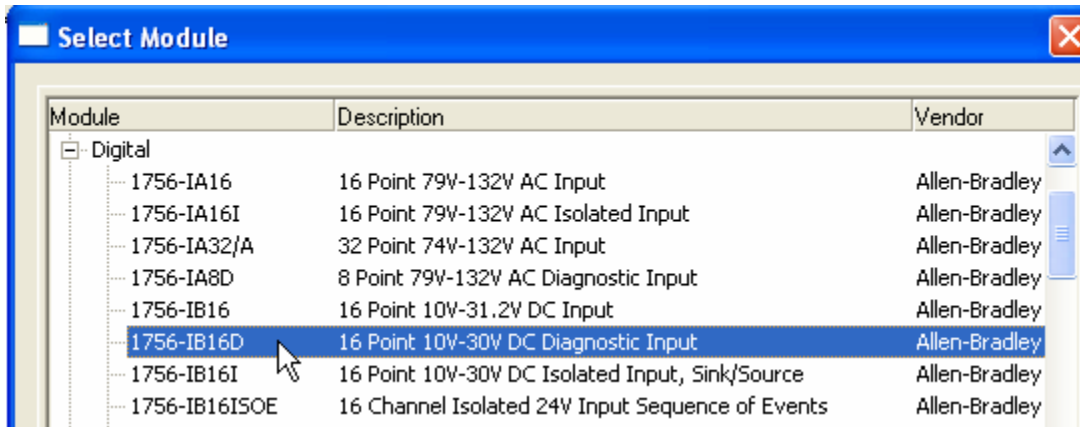 Select Module
Module Description Vendor
Digital
1756-IA16 16 Point 79V-132V AC Input Allen-Bradley
1756-IA16I 16 Point 79V-132V AC Isolated Input Allen-Bradley
1756-IA32/A 32 Point 74V-132V AC Input Allen-Bradley
1756-IA8D 8 Point 79V-132V AC Diagnostic Input Allen-Bradley
1756-IB16 16 Point 10V-31.2V DC Input Allen-Bradley
1756-IB16D 16 Point 10V-30V DC Diagnostic Input Allen-Bradley
1756-IB16I 16 Point 10V-30V DC Isolated Input, Sink/Source Allen-Bradley
1756-IB16ISOE 16 Channel Isolated 24V Input Sequence of Events Allen-Bradley